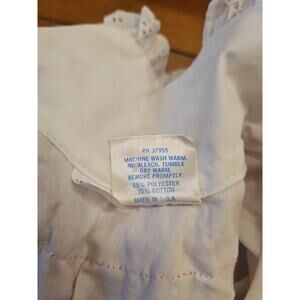 RN 37955
MACHINE WASH WARM,
NO BLEACH. TUMBLE
DRY WARM.
REMOVE PROMPTLY.
65% POLYESTER
35% COTTON
MADE IN U.S.A.